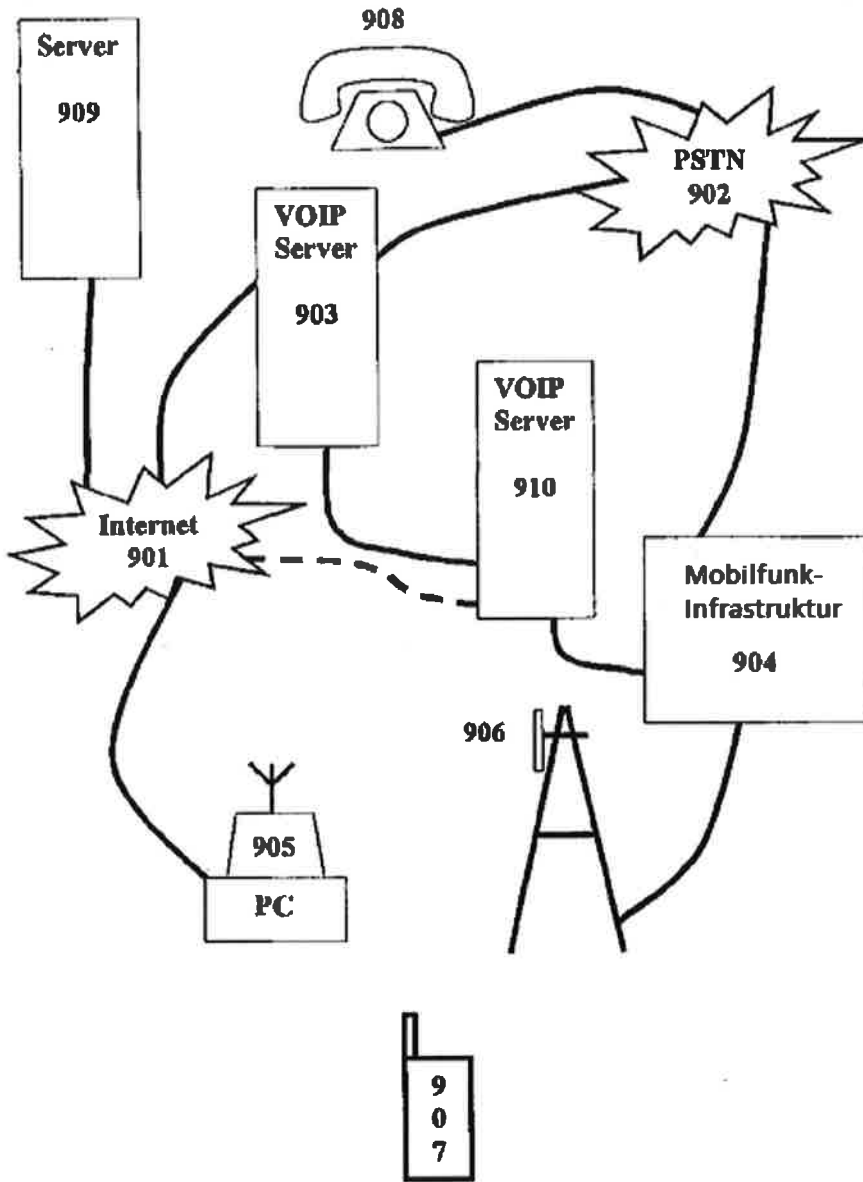 908
Server
909
PSTN
902
VOIP
Server
903
VOIP
Server
910
Internet
901
Mobilfunk-
Infrastruktur
904
906
905
PC
9
0
7